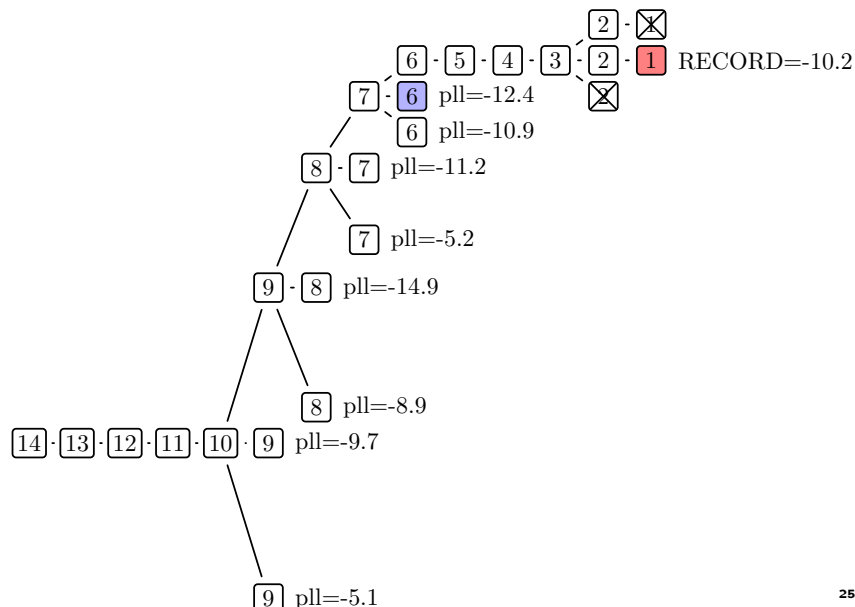 2 1
6 5 4 3 2 1 RECORD=-10.2
7 6 pll=-12.4 2
6 pll=-10.9
8 7 pll=-11.2
7 pll=-5.2
9 8 pll=-14.9
8 pll=-8.9
14 13 12 11 10 9 pll=-9.7
9 pll=-5.1
25